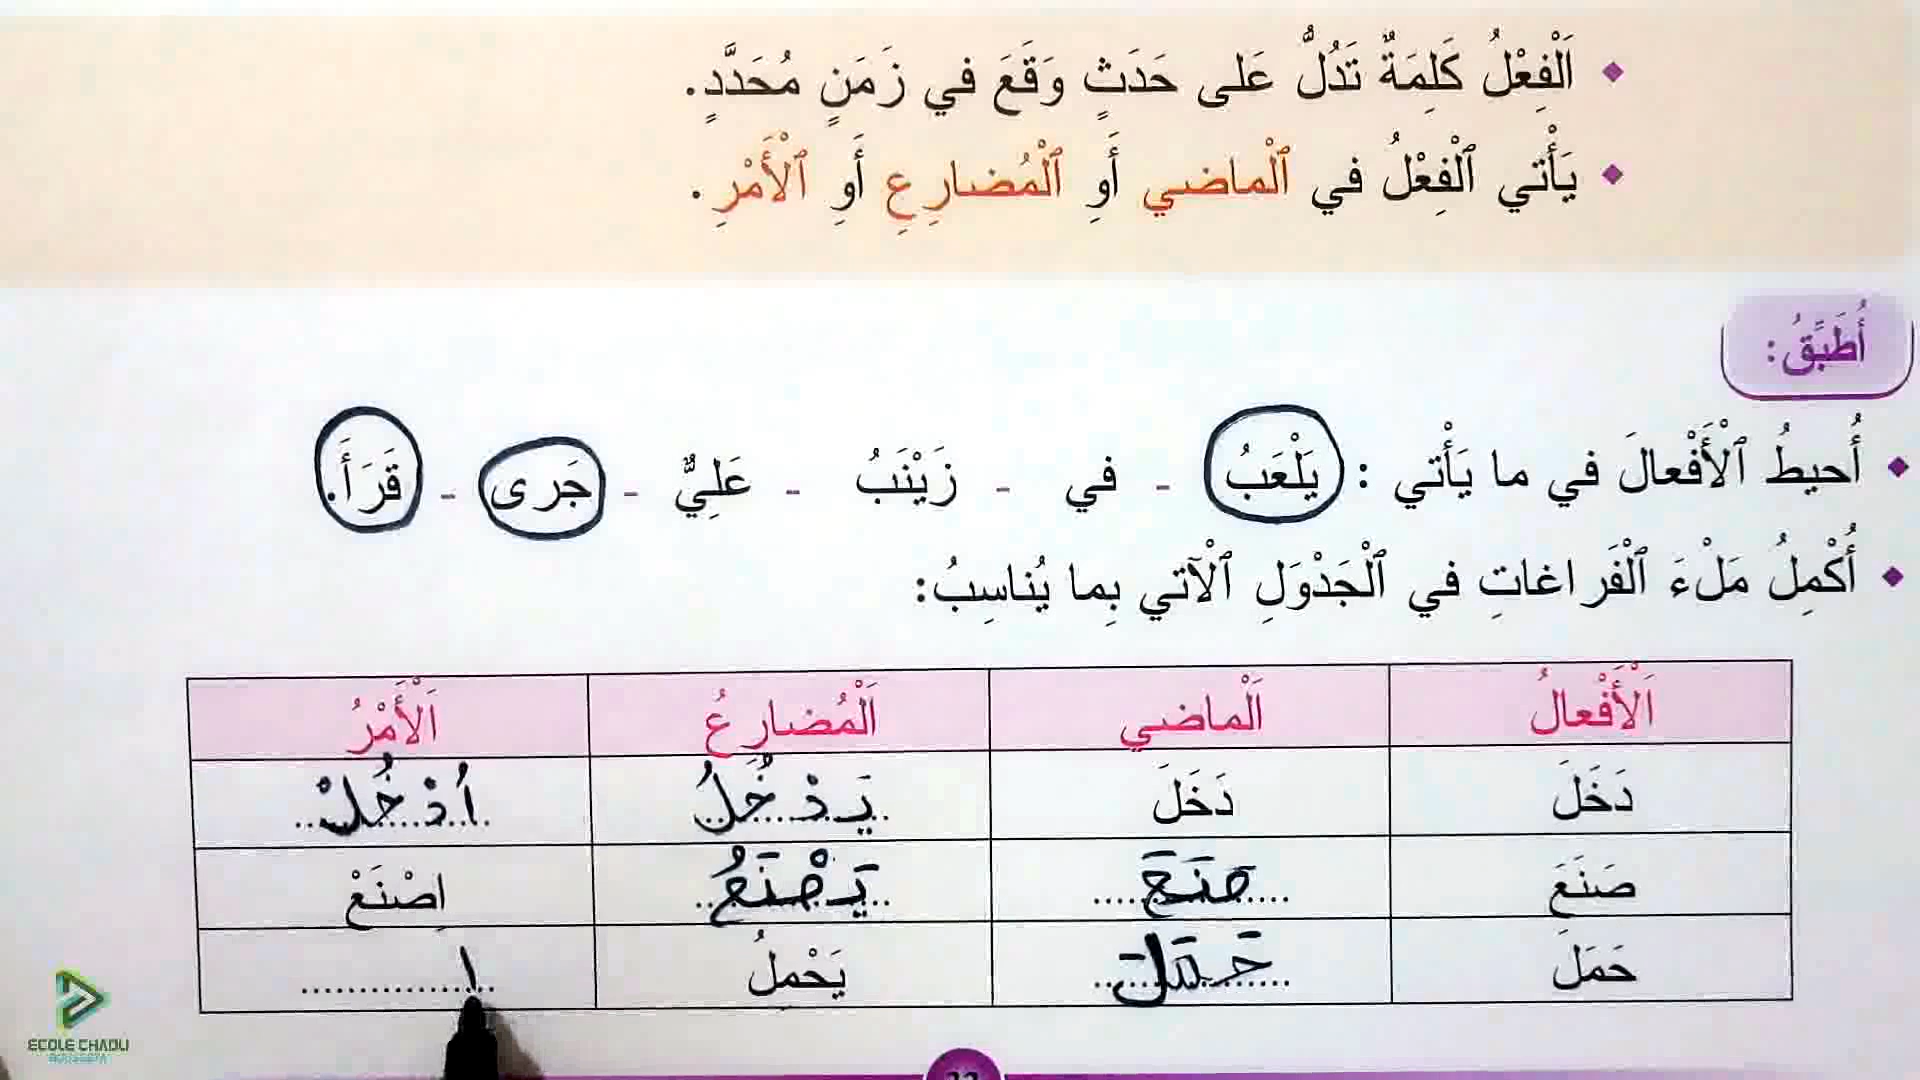 اَلْفِعْلُ كَلِمَةٌ تَدُلُّ عَلى حَدَثٍ وَقَعَ في زَمَنٍ مُحَدَّدٍ.
يَأْتي ٱلْفِعْلُ في ٱلْماضي أَوِ ٱلْمُضارِعِ أَوِ ٱلْأَمْرِ.
أُطَبِّقُ:
أُحيطُ ٱلْأَفْعالَ في ما يَأْتي : يَلْعَبُ - في - زَيْنَبُ - عَلِيٌّ - جَرى - قَرَأَ.
أُكْمِلُ مَلْءَ ٱلْفَراغاتِ في ٱلْجَدْوَلِ ٱلْآتي بِما يُناسِبُ:
اَلْأَفْعالُ اَلْماضي اَلْمُضارِعُ اَلْأَمْرُ
دَخَلَ دَخَلَ يَدْخُلُ اُدْخُلْ
صَنَعَ صَنَعَ يَصْنَعُ اِصْنَعْ
حَمَلَ حَمَلَ يَحْمِلُ ا
ECOLE CHADLI